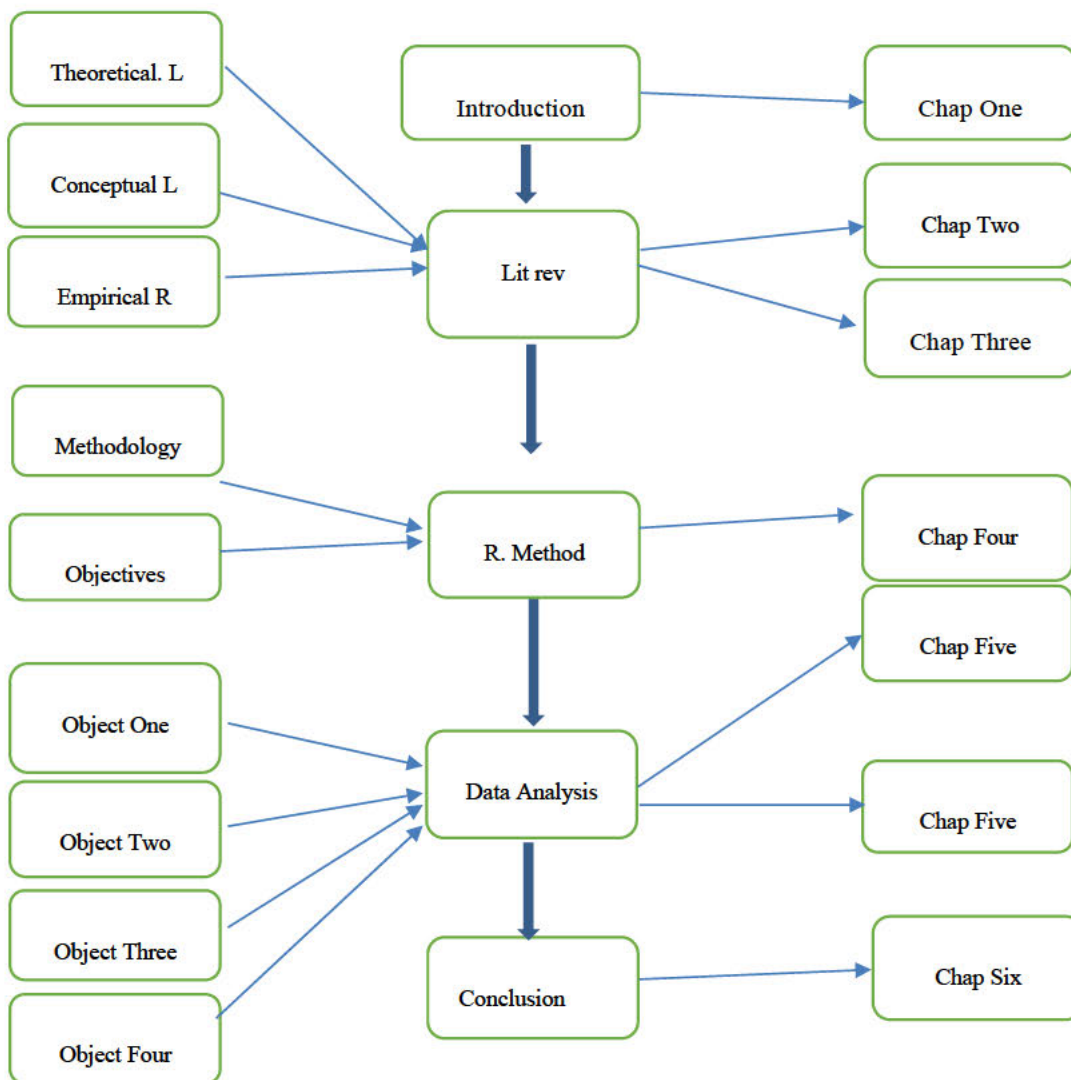 Theoretical. L
Introduction
Chap One
Conceptual L
Chap Two
Empirical R
Lit rev
Chap Three
Methodology
R. Method
Chap Four
Objectives
Chap Five
Object One
Data Analysis
Chap Five
Object Two
Object Three
Conclusion
Chap Six
Object Four